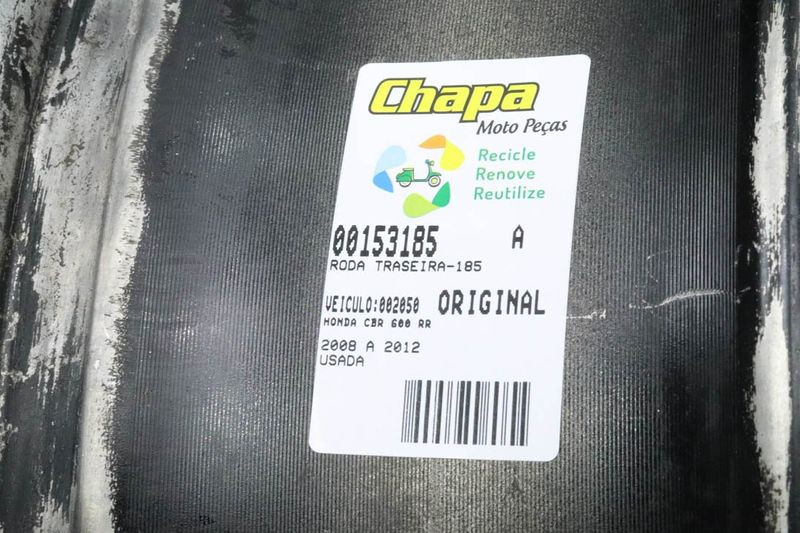 Chapa
Moto Peças
Recicle
Renove
Reutilize
00153185 A
RODA TRASEIRA-185
VEICULO:002050 ORIGINAL
HONDA CBR 600 RR
2008 A 2012
USADA